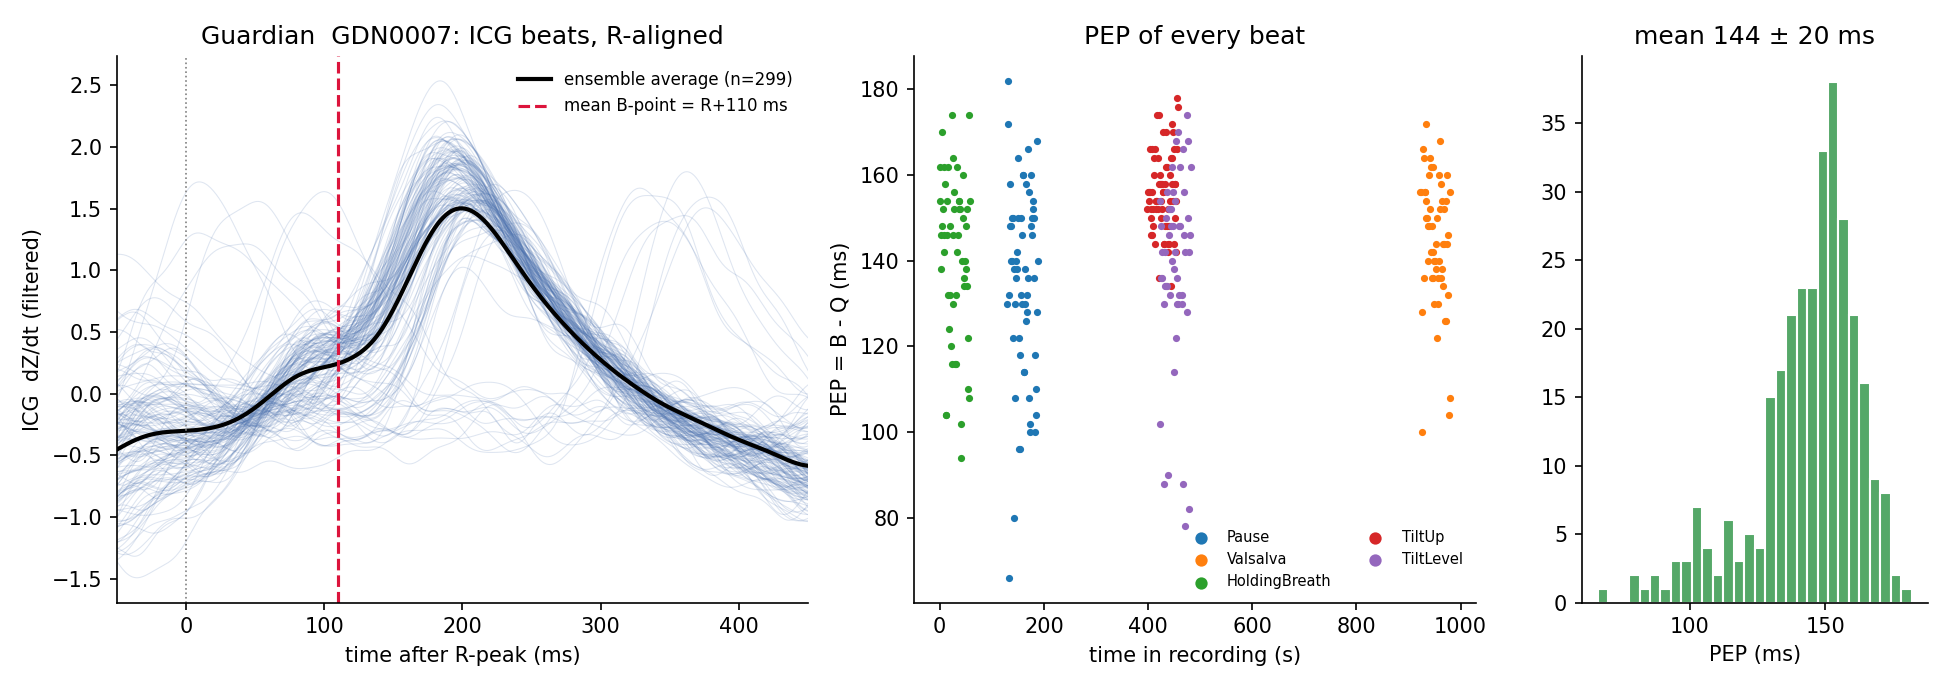 Guardian  GDN0007: ICG beats, R-aligned
ICG  dZ/dt (filtered)
2.5
2.0
1.5
1.0
0.5
0.0
−0.5
−1.0
−1.5
ensemble average (n=299)
mean B-point = R+110 ms
0
100
200
300
400
time after R-peak (ms)
PEP of every beat
PEP = B - Q (ms)
180
160
140
120
100
80
Pause
Valsalva
HoldingBreath
TiltUp
TiltLevel
0
200
400
600
800
1000
time in recording (s)
mean 144 ± 20 ms
35
30
25
20
15
10
5
0
100
150
PEP (ms)